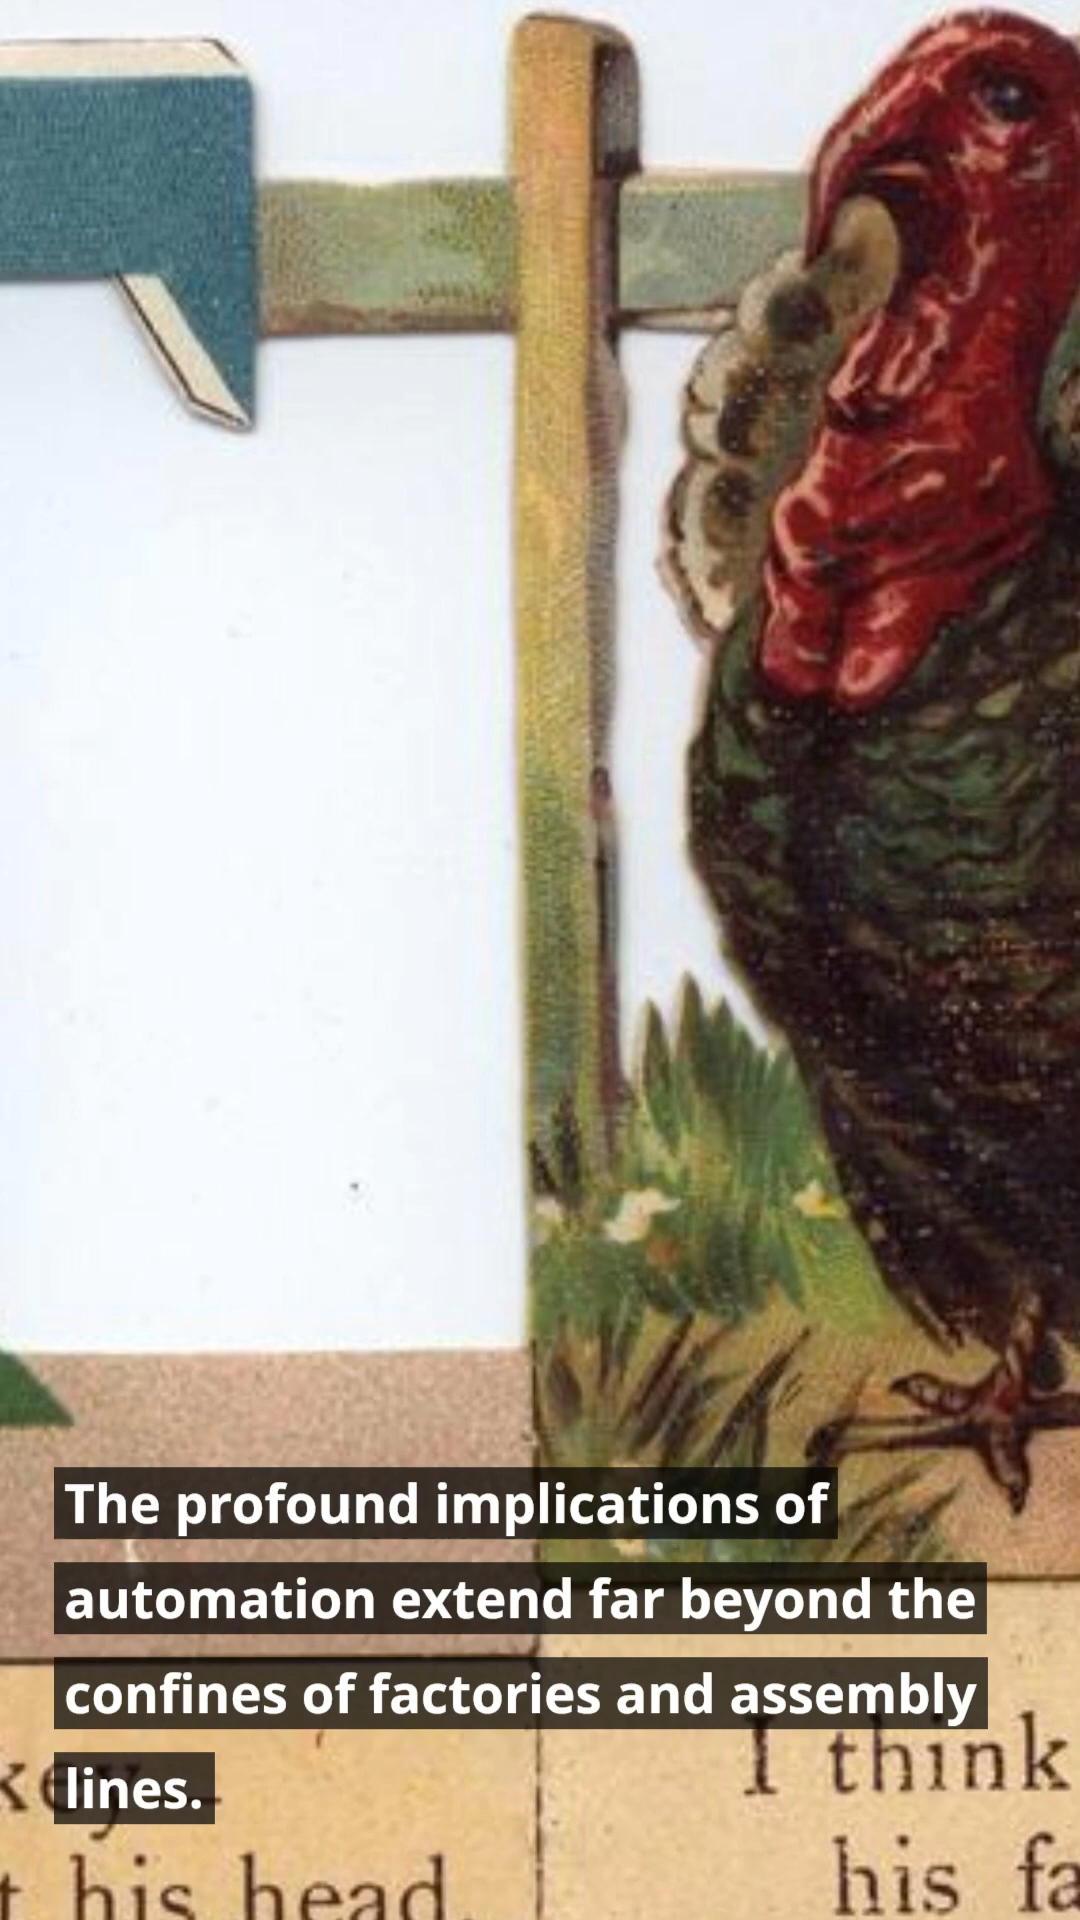 The profound implications of
automation extend far beyond the
confines of factories and assembly
lines.
I think
his head.
his